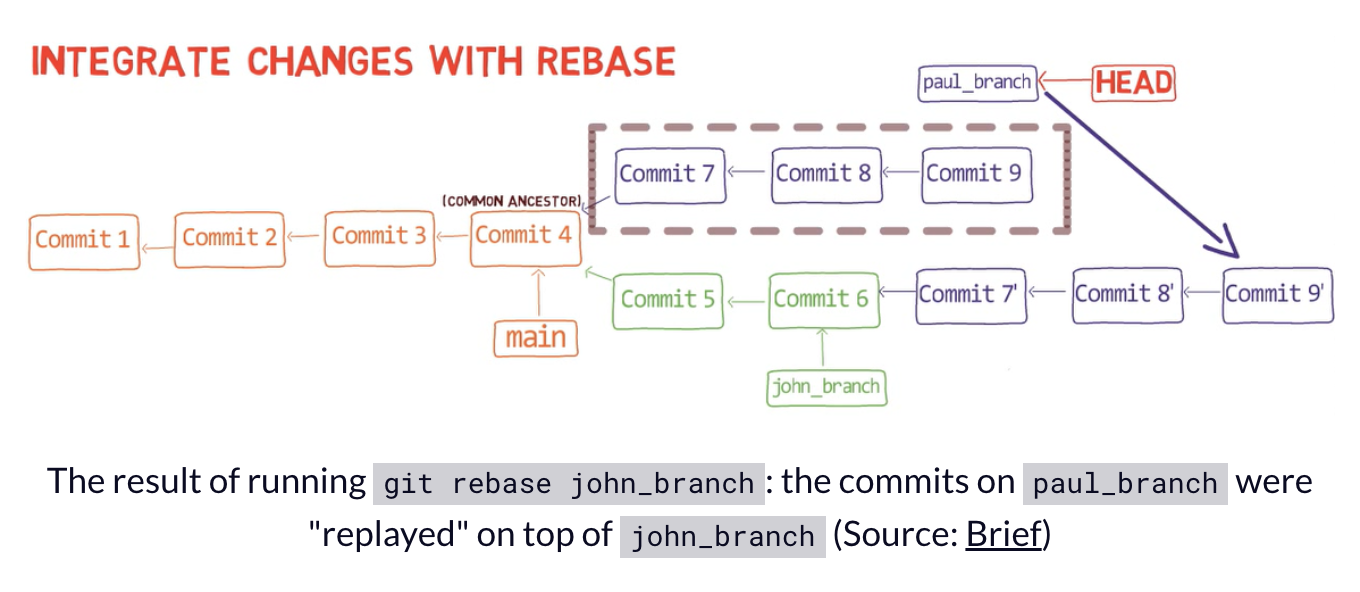 INTEGRATE CHANGES WITH REBASE
paul_branch
HEAD
Commit 7
Commit 8
Commit 9
(COMMON ANCESTOR)
Commit 1
Commit 2
Commit 3
Commit 4
Commit 5
Commit 6
Commit 7'
Commit 8'
Commit 9'
main
john_branch
The result of running git rebase john_branch: the commits on paul_branch were
"replayed" on top of john_branch (Source: Brief)